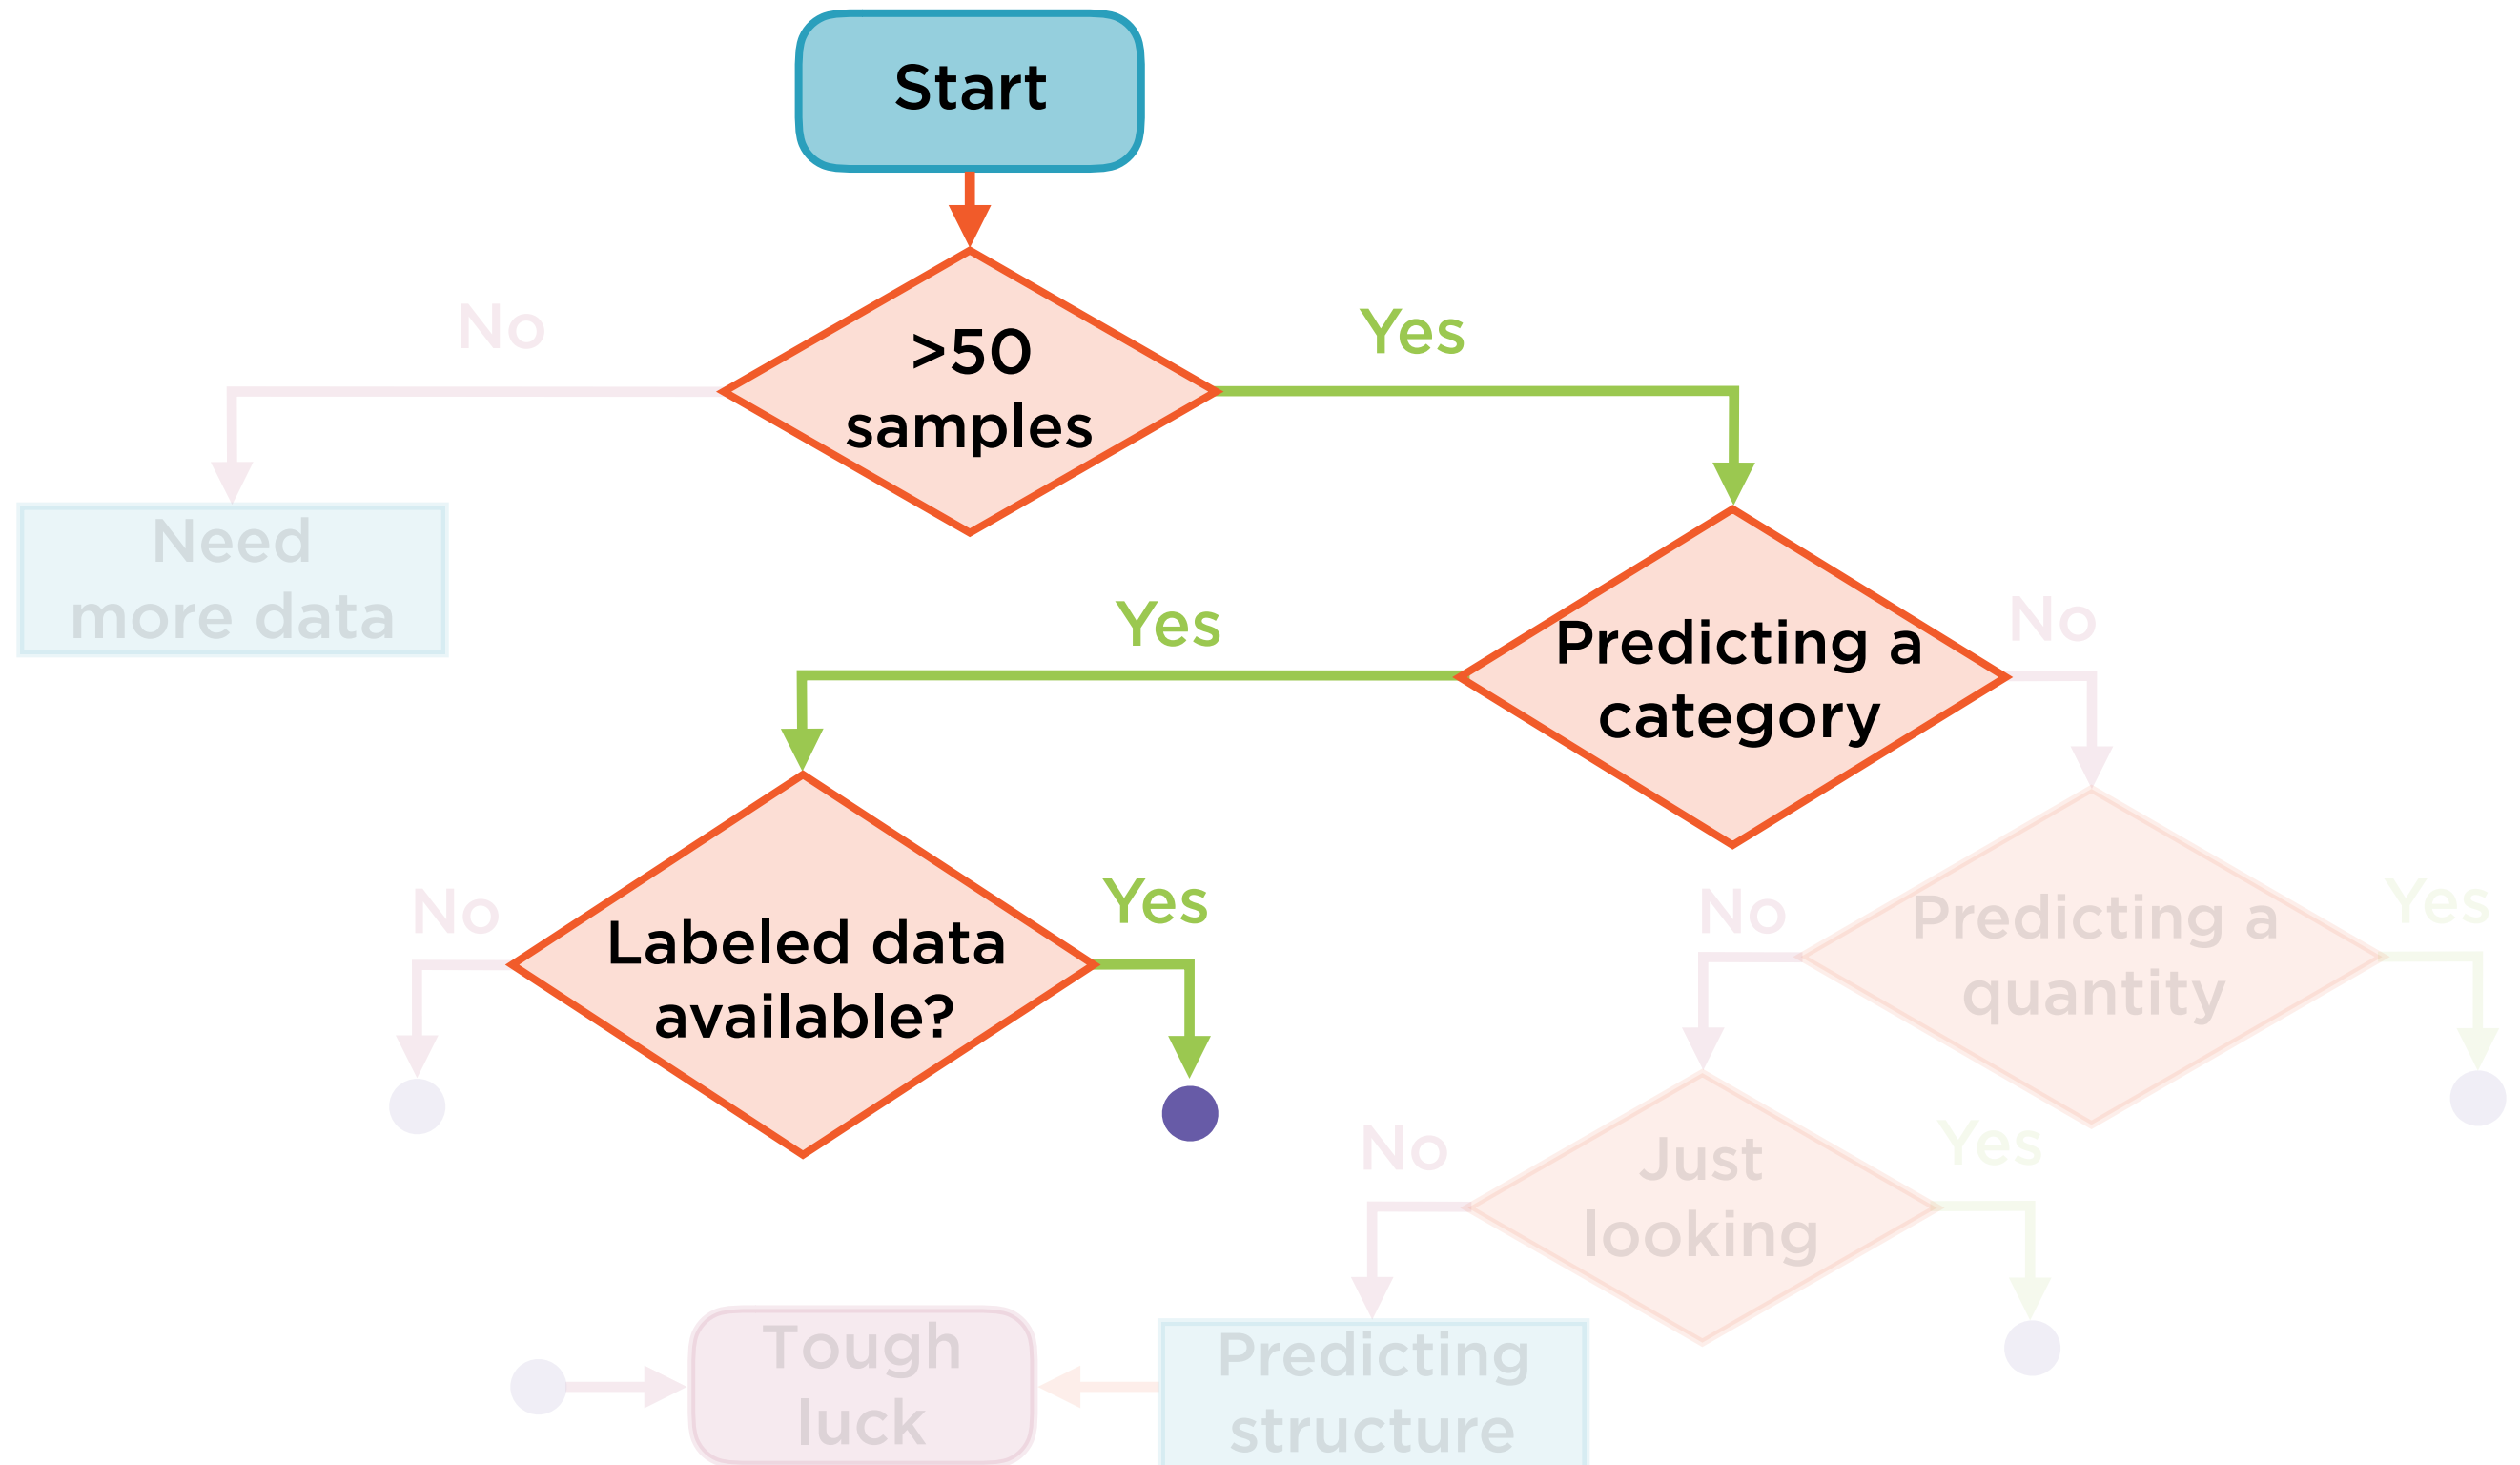 Start
No
Yes
>50
samples
Need
more data
Yes
No
Predicting a
category
No
Yes
Labeled data
available?
No
Yes
Predicting a
quantity
No
Yes
Just
looking
Tough
luck
Predicting
structure